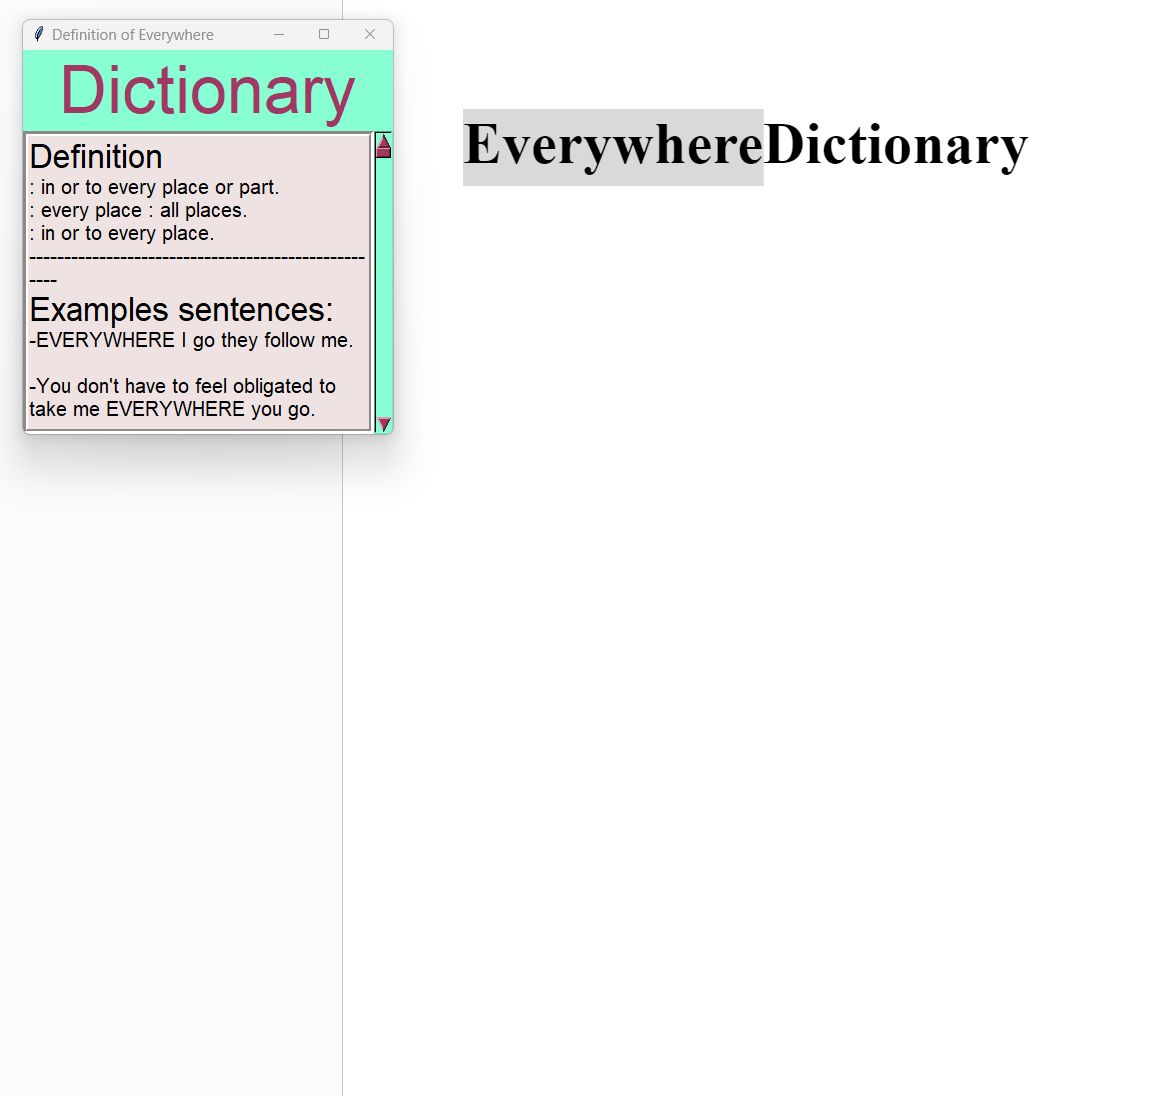 Definition of Everywhere
Dictionary
Definition
: in or to every place or part.
: every place : all places.
: in or to every place.
------------------------------------------------
----
Examples sentences:
-EVERYWHERE I go they follow me.
-You don't have to feel obligated to
take me EVERYWHERE you go.
EverywhereDictionary